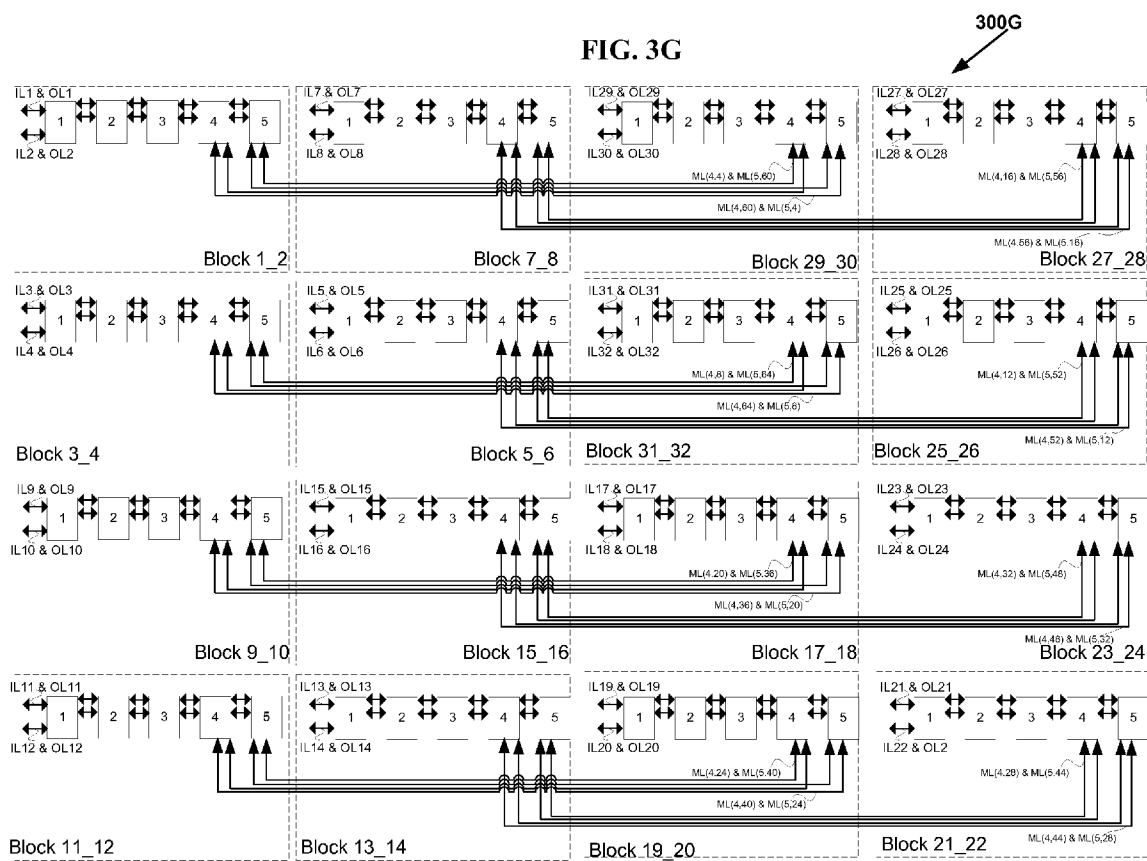 300G
FIG. 3G
IL1 & OL1 IL7 & OL7 IL29 & OL29 IL27 & OL27
1 2 3 4 5 1 2 3 4 5 1 2 3 4 5 1 2 3 4 5
IL2 & OL2 IL8 & OL8 IL30 & OL30 IL28 & OL28
ML(4,4) & ML(5,60) ML(4,16) & ML(5,56)
ML(4,60) & ML(5,4)
ML(4,56) & ML(5,16)
Block 1_2 Block 7_8 Block 29_30 Block 27_28
IL3 & OL3 IL5 & OL5 IL31 & OL31 IL25 & OL25
1 2 3 4 5 1 2 3 4 5 1 2 3 4 5 1 2 3 4 5
IL4 & OL4 IL6 & OL6 IL32 & OL32 IL26 & OL26
ML(4,8) & ML(5,64) ML(4,12) & ML(5,52)
ML(4,64) & ML(5,8)
ML(4,52) & ML(5,12)
Block 3_4 Block 5_6 Block 31_32 Block 25_26
IL9 & OL9 IL15 & OL15 IL17 & OL17 IL23 & OL23
1 2 3 4 5 1 2 3 4 5 1 2 3 4 5 1 2 3 4 5
IL10 & OL10 IL16 & OL16 IL18 & OL18 IL24 & OL24
ML(4,20) & ML(5,36) ML(4,32) & ML(5,48)
ML(4,36) & ML(5,20)
ML(4,48) & ML(5,32)
Block 9_10 Block 15_16 Block 17_18 Block 23_24
IL11 & OL11 IL13 & OL13 IL19 & OL19 IL21 & OL21
1 2 3 4 5 1 2 3 4 5 1 2 3 4 5 1 2 3 4 5
IL12 & OL12 IL14 & OL14 IL20 & OL20 IL22 & OL2
ML(4,24) & ML(5,40) ML(4,28) & ML(5,44)
ML(4,40) & ML(5,24)
ML(4,44) & ML(5,28)
Block 11_12 Block 13_14 Block 19_20 Block 21_22